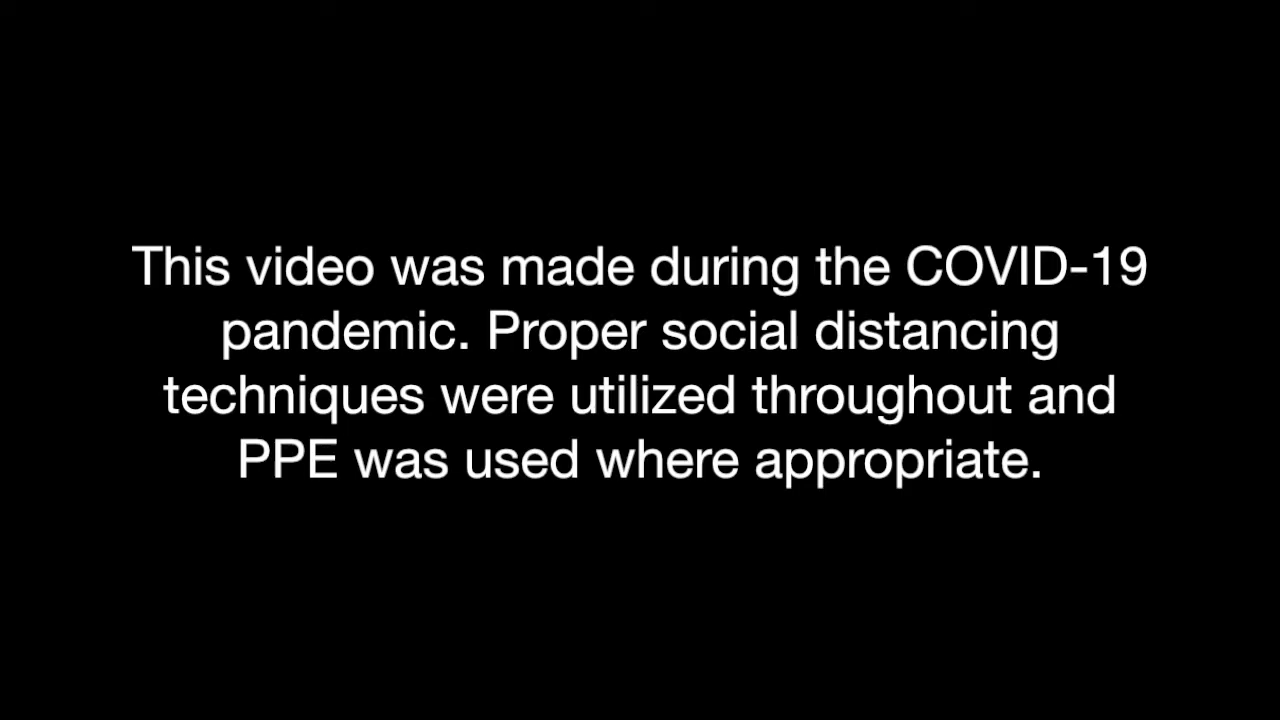 This video was made during the COVID-19
pandemic. Proper social distancing
techniques were utilized throughout and
PPE was used where appropriate.